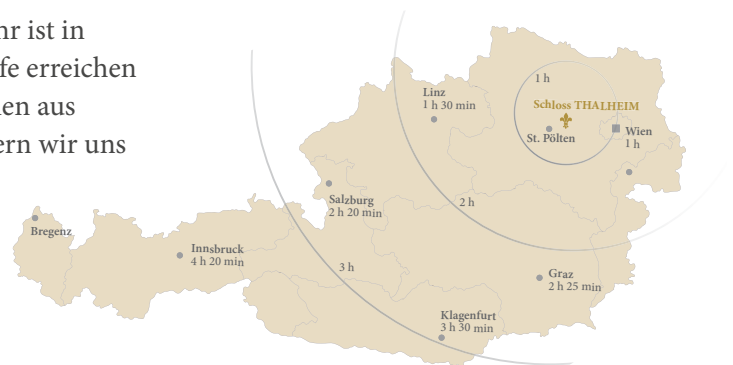 hr ist in
fe erreichen
en aus
ern wir uns
1 h
Schloss THALHEIM
Linz
1 h 30 min
St. Pölten
Wien
1 h
Salzburg
2 h 20 min
2 h
Bregenz
Innsbruck
4 h 20 min
3 h
Graz
2 h 25 min
Klagenfurt
3 h 30 min